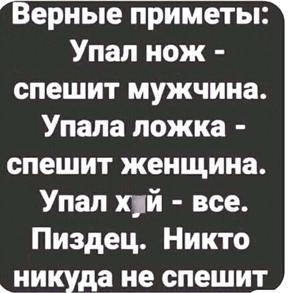 Верные приметы:
Упал нож -
спешит мужчина.
Упала ложка -
спешит женщина.
Упал х й - все.
Пиздец. Никто
никуда не спешит